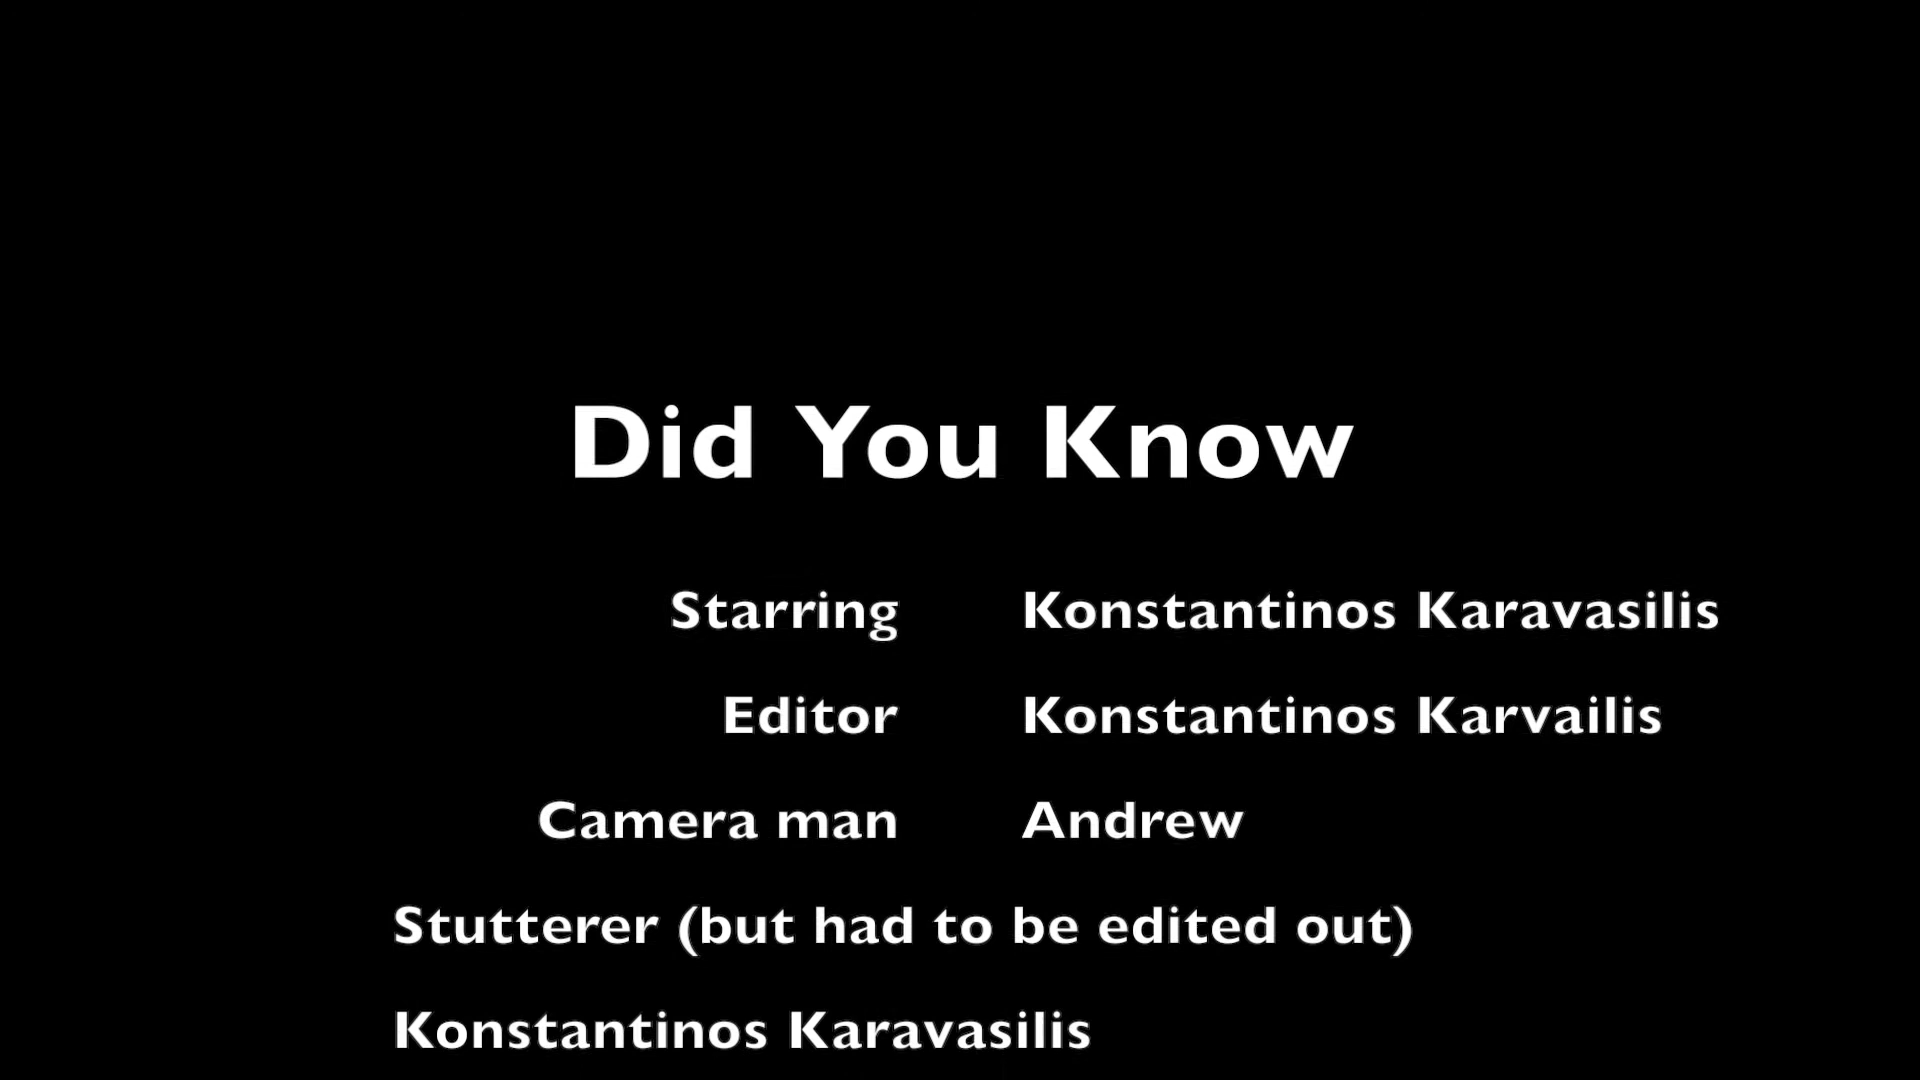 Did You Know
Starring Konstantinos Karavasilis
Editor Konstantinos Karvailis
Camera man Andrew
Stutterer (but had to be edited out)
Konstantinos Karavasilis